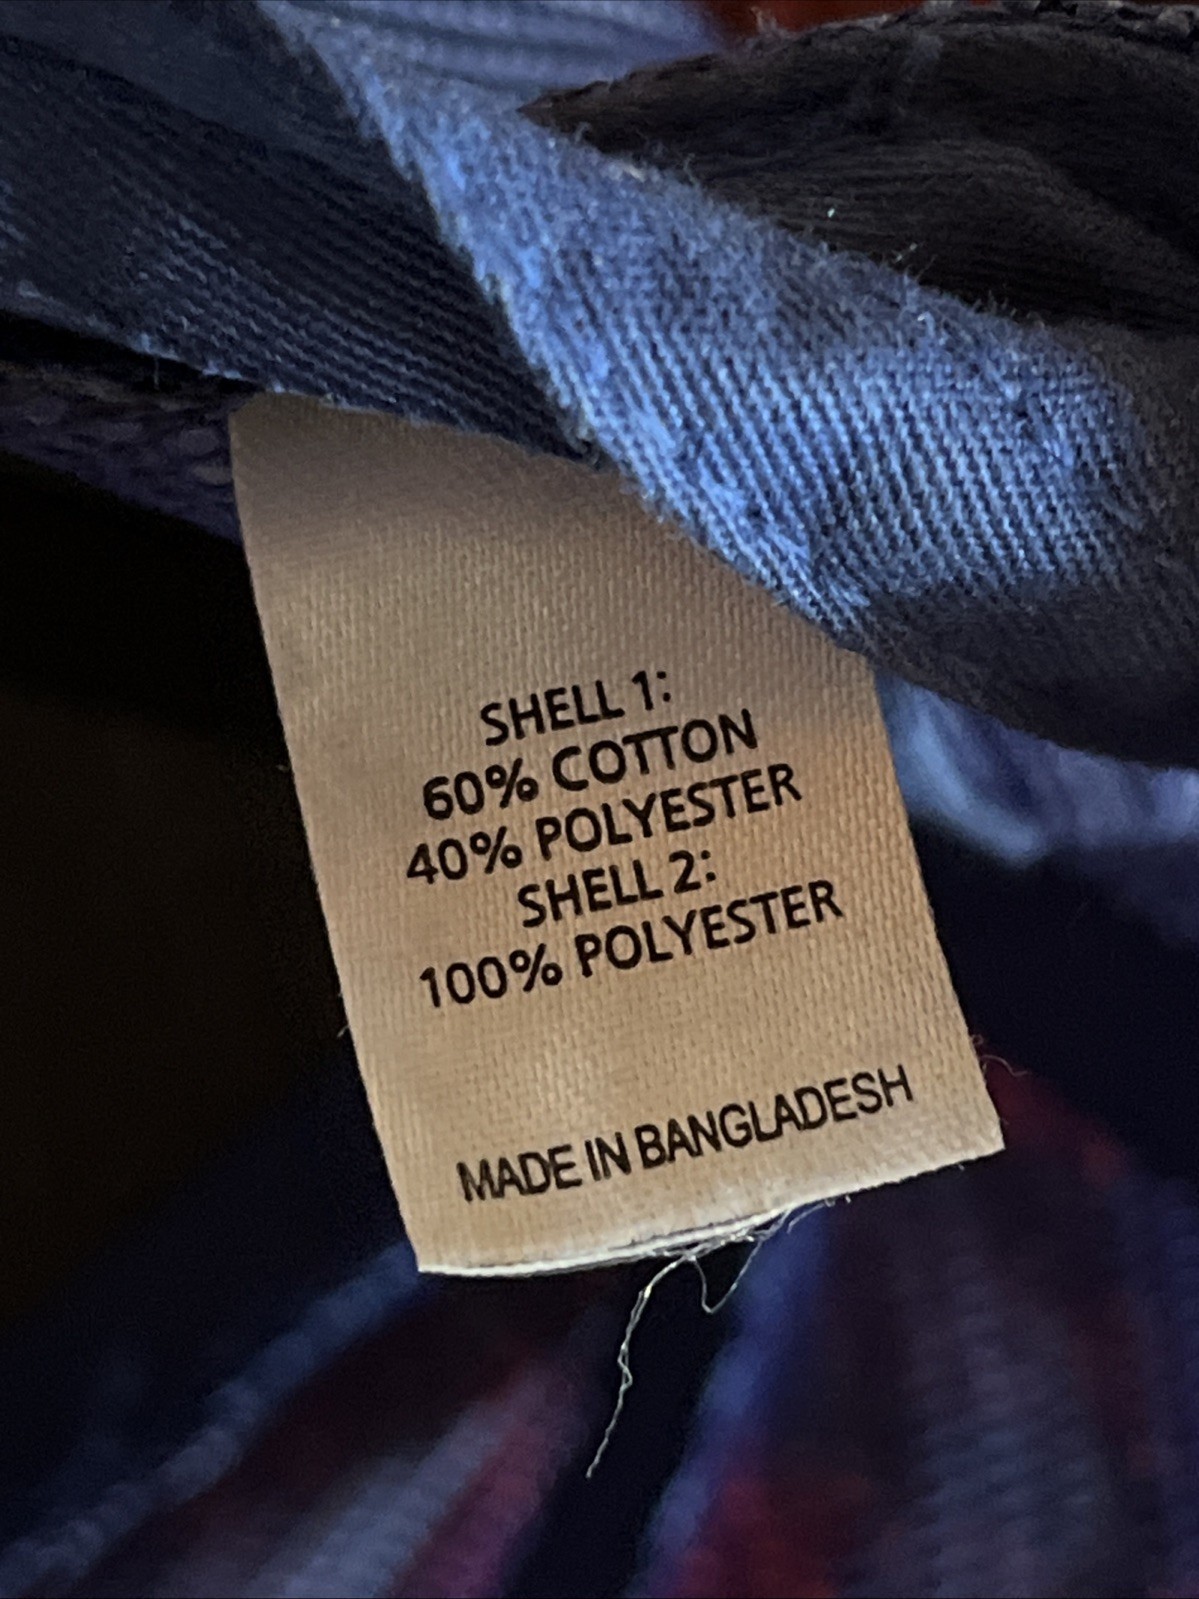 SHELL 1:
60% COTTON
40% POLYESTER
SHELL 2:
100% POLYESTER
MADE IN BANGLADESH